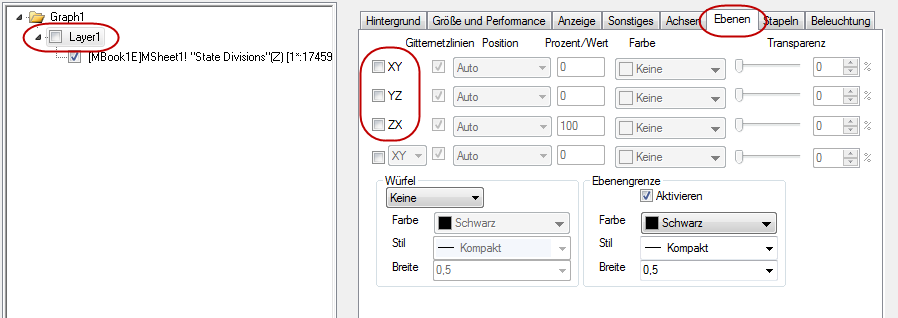 Graph1
Layer1
[MBook1E]MSheet1! "State Divisions"(Z) [1*:17459
Hintergrund Größe und Performance Anzeige Sonstiges Achsen Ebenen Stapeln Beleuchtung
Gitternetzlinien Position Prozent/Wert Farbe Transparenz
XY Auto 0 Keine 0 %
YZ Auto 0 Keine 0 %
ZX Auto 100 Keine 0 %
XY Auto 0 Keine 0 %
Würfel
Keine
Farbe Schwarz
Stil Kompakt
Breite 0,5
Ebenengrenze
Aktivieren
Farbe Schwarz
Stil Kompakt
Breite 0,5